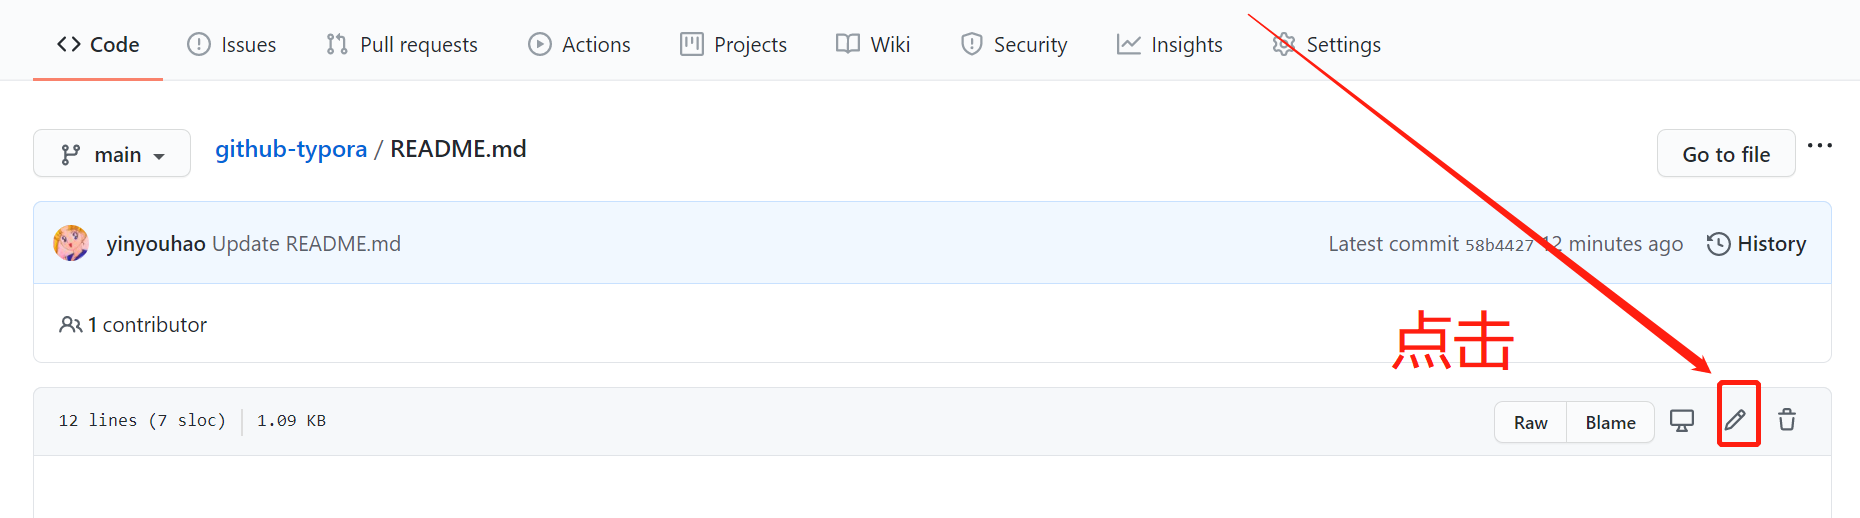 Code Issues Pull requests Actions Projects Wiki Security Insights Settings
main github-typora / README.md Go to file ...
yinyouhao Update README.md Latest commit 58b4427 12 minutes ago History
1 contributor
点击
12 lines (7 sloc) 1.09 KB Raw Blame